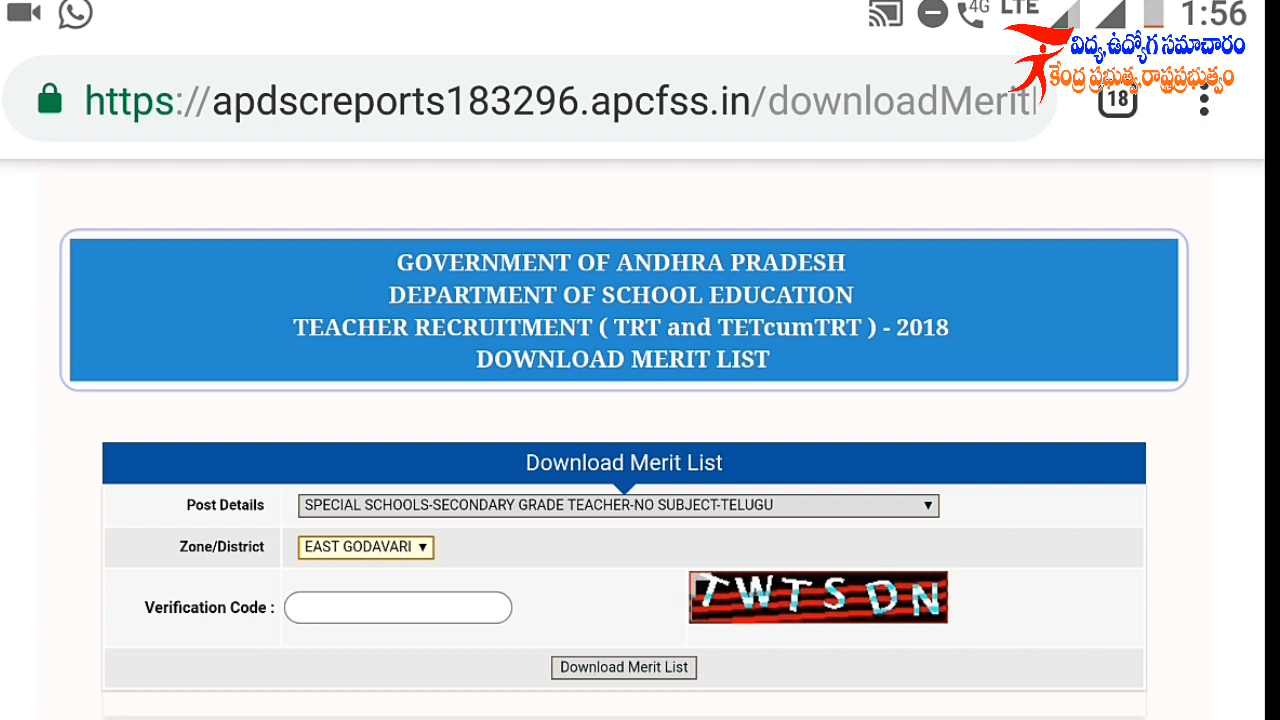 4G LTE 1:56
విద్య,ఉద్యోగ సమాచారం
కేంద్ర ప్రభుత్వ,రాష్ట్రప్రభుత్వం
https://apdscreports183296.apcfss.in/downloadMerit
18
GOVERNMENT OF ANDHRA PRADESH
DEPARTMENT OF SCHOOL EDUCATION
TEACHER RECRUITMENT ( TRT and TETcumTRT ) - 2018
DOWNLOAD MERIT LIST
Download Merit List
Post Details SPECIAL SCHOOLS-SECONDARY GRADE TEACHER-NO SUBJECT-TELUGU
Zone/District EAST GODAVARI
Verification Code : TWTSDN
Download Merit List